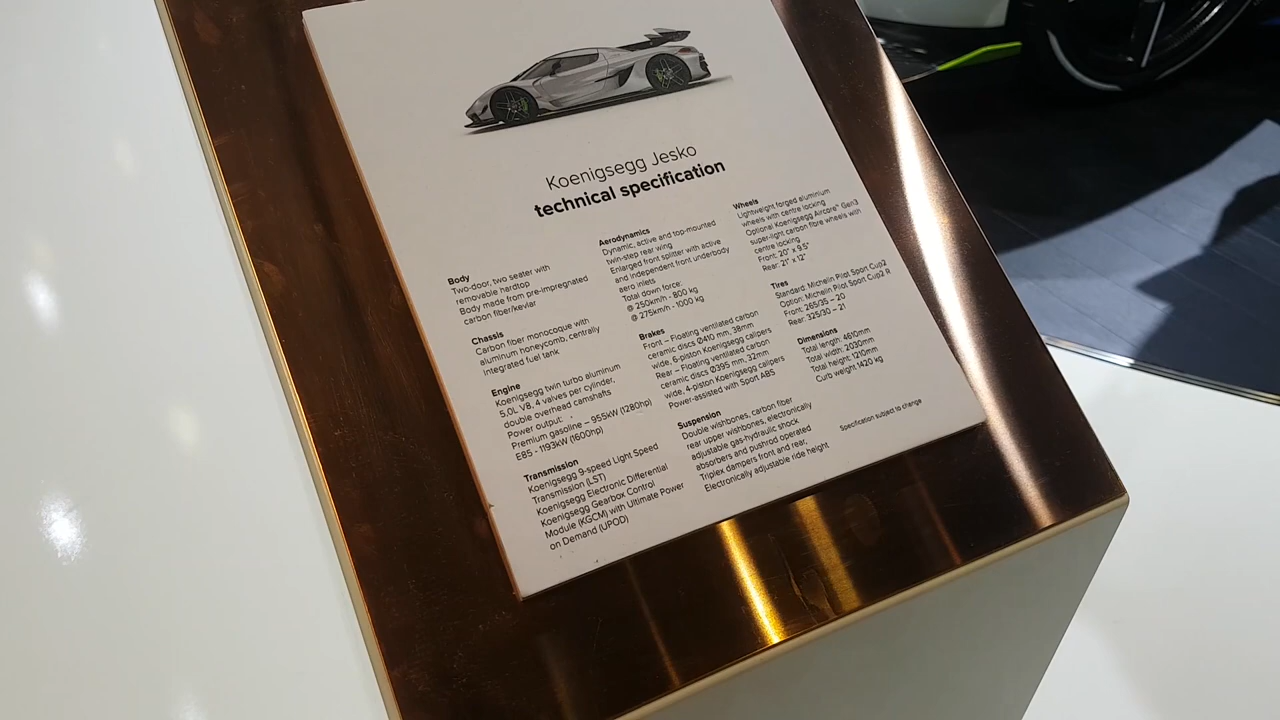 Koenigsegg Jesko
technical specification
Body
Two-door, two seater with
removable hardtop
Body made from pre-impregnated
carbon fiber/kevlar
Chassis
Carbon fiber monocoque with
aluminum honeycomb, centrally
integrated fuel tank
Engine
Koenigsegg twin turbo aluminum
5.0L V8, 4 valves per cylinder,
double overhead camshafts
Power output:
Premium gasoline – 955kW (1280hp)
E85 - 1193kW (1600hp)
Transmission
Koenigsegg 9-speed Light Speed
Transmission (LST)
Koenigsegg Electronic Differential
Koenigsegg Gearbox Control
Module (KGCM) with Ultimate Power
on Demand (UPOD)
Aerodynamics
Dynamic, active and top-mounted
twin-step rear wing
Enlarged front splitter with active
and independent front underbody
aero inlets
Total down force:
@ 250km/h - 800 kg
@ 275km/h - 1000 kg
Brakes
Front – Floating ventilated carbon
ceramic discs Ø410 mm, 38mm
wide, 6-piston Koenigsegg calipers
Rear – Floating ventilated carbon
ceramic discs Ø395 mm, 32mm
wide, 4-piston Koenigsegg calipers
Power-assisted with Sport ABS
Suspension
Double wishbones, carbon fiber
rear upper wishbones, electronically
adjustable gas-hydraulic shock
absorbers and pushrod operated
Triplex dampers front and rear,
Electronically adjustable ride height
Wheels
Lightweight forged aluminium
wheels with centre locking
Optional Koenigsegg Aircore™ Gen3
super-light carbon fibre wheels with
centre locking
Front: 20" x 9.5"
Rear: 21" x 12"
Tires
Standard: Michelin Pilot Sport Cup2
Option: Michelin Pilot Sport Cup2 R
Front: 265/35 – 20
Rear: 325/30 – 21
Dimensions
Total length: 4610mm
Total width: 2030mm
Total height: 1210mm
Curb weight 1420 kg
Specification subject to change